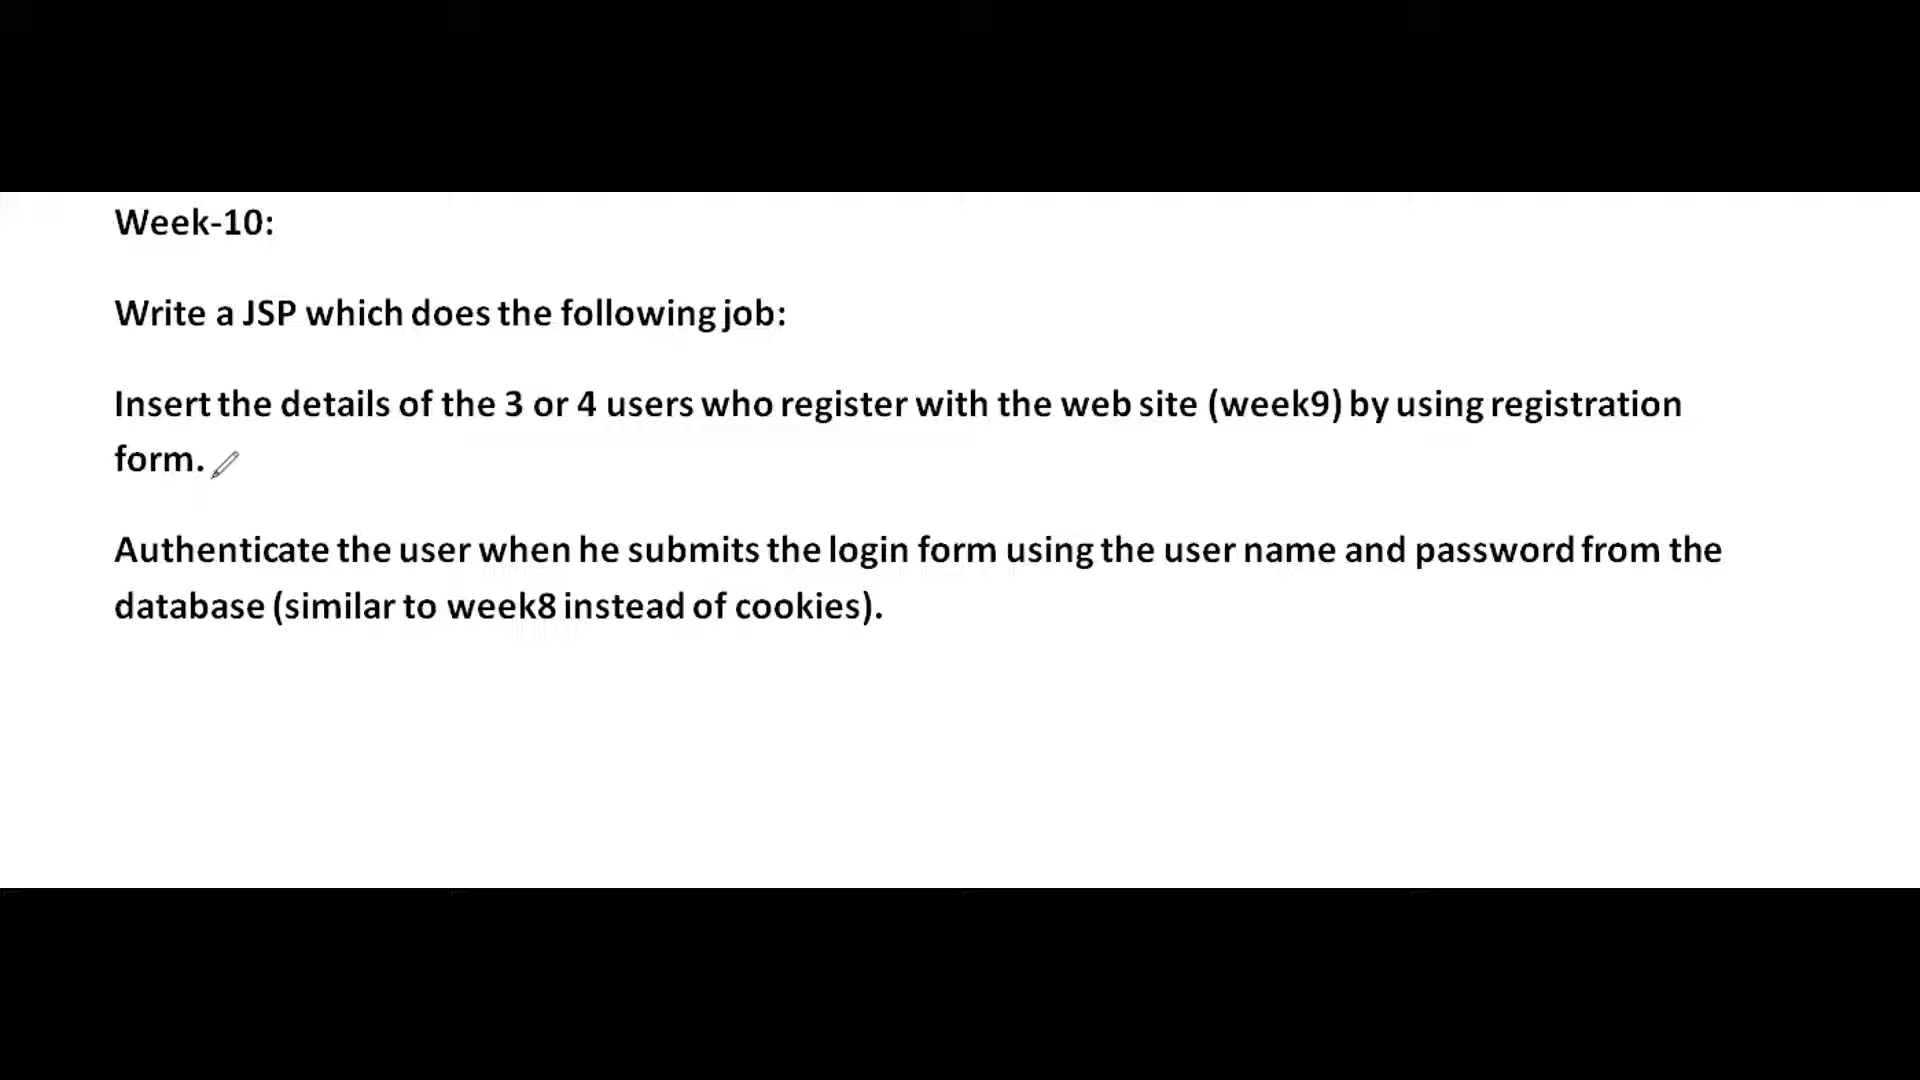 Week-10:
Write a JSP which does the following job:
Insert the details of the 3 or 4 users who register with the web site (week9) by using registration
form.
Authenticate the user when he submits the login form using the user name and password from the
database (similar to week8 instead of cookies).